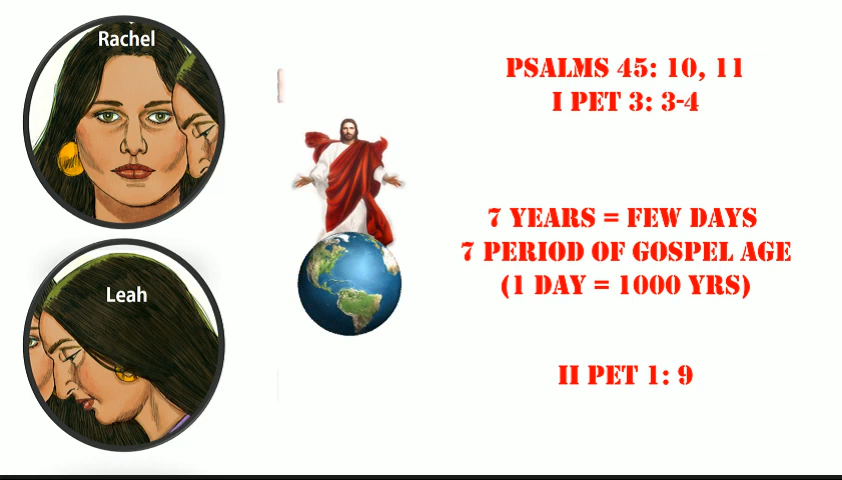 Rachel
PSALMS 45: 10, 11
I PET 3: 3-4
7 YEARS = FEW DAYS
7 PERIOD OF GOSPEL AGE
(1 DAY = 1000 YRS)
Leah
II PET 1: 9